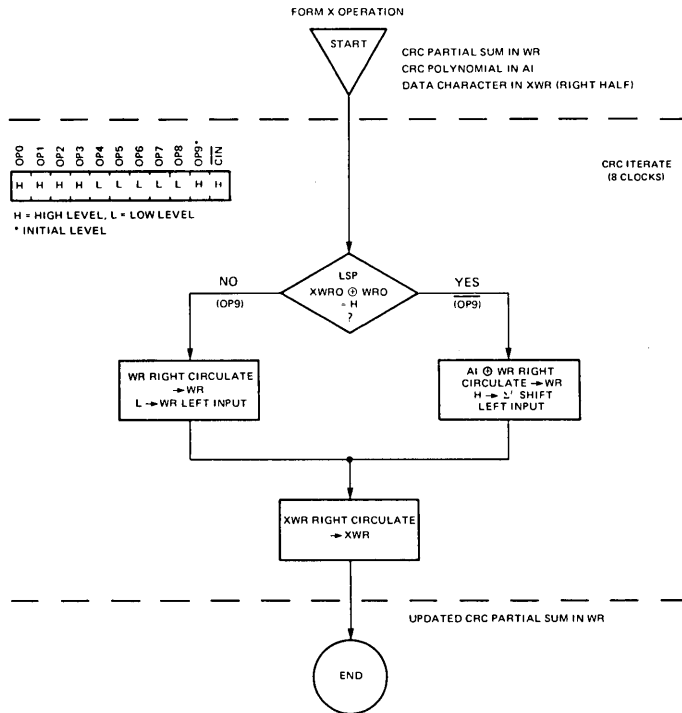 FORM X OPERATION
START
CRC PARTIAL SUM IN WR
CRC POLYNOMIAL IN AI
DATA CHARACTER IN XWR (RIGHT HALF)
OP0 OP1 OP2 OP3 OP4 OP5 OP6 OP7 OP8 OP9* CIN
H H H H L L L L L H H
H = HIGH LEVEL, L = LOW LEVEL
* INITIAL LEVEL
CRC ITERATE
(8 CLOCKS)
LSP
XWRO ⊕ WRO
= H
?
NO
(OP9)
YES
(OP9)
WR RIGHT CIRCULATE
→ WR
L → WR LEFT INPUT
AI ⊕ WR RIGHT
CIRCULATE → WR
H → Σ' SHIFT
LEFT INPUT
XWR RIGHT CIRCULATE
→ XWR
UPDATED CRC PARTIAL SUM IN WR
END